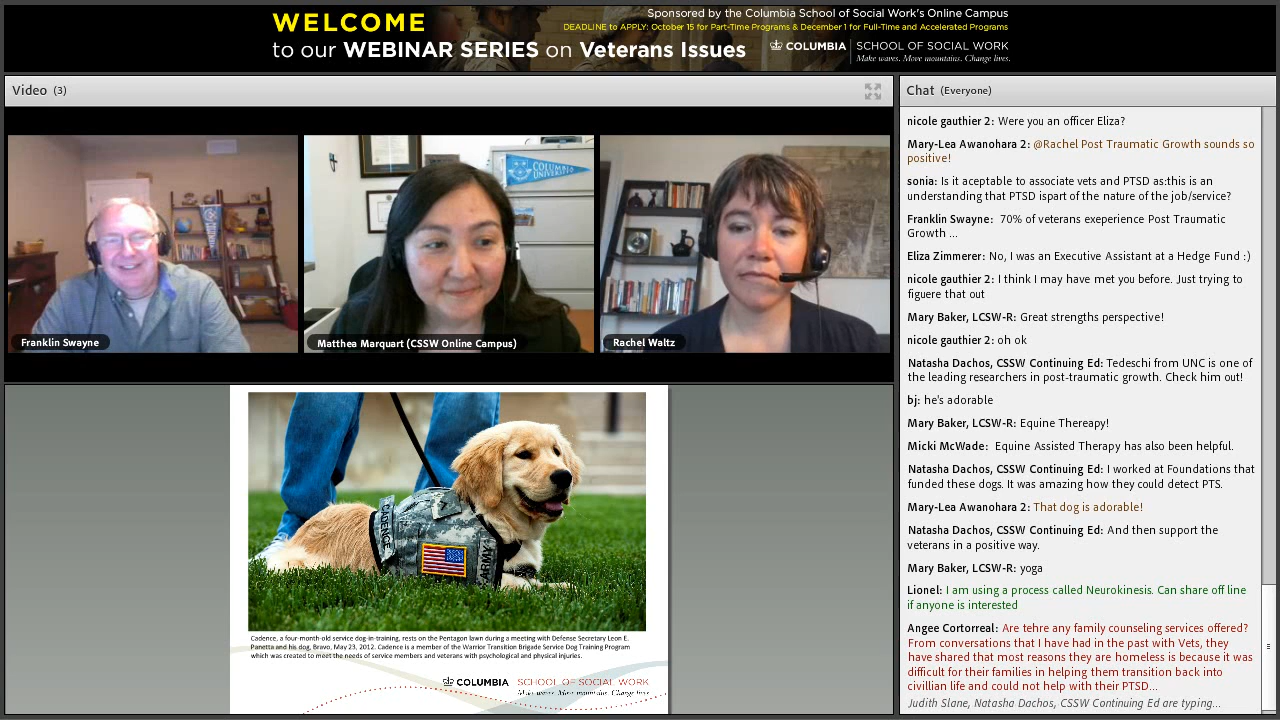 WELCOME
to our WEBINAR SERIES on Veterans Issues
Sponsored by the Columbia School of Social Work's Online Campus
DEADLINE to APPLY: October 15 for Part-Time Programs & December 1 for Full-Time and Accelerated Programs
COLUMBIA SCHOOL OF SOCIAL WORK
Make waves. Move mountains. Change lives.
Video (3)
COLUMBIA
UNIVERSITY
Franklin Swayne
Matthea Marquart (CSSW Online Campus)
Rachel Waltz
CADENCE
ARMY
Cadence, a four-month-old service dog-in-training, rests on the Pentagon lawn during a meeting with Defense Secretary Leon E.
Panetta and his dog, Bravo, May 23, 2012. Cadence is a member of the Warrior Transition Brigade Service Dog Training Program
which was created to meet the needs of service members and veterans with psychological and physical injuries.
COLUMBIA SCHOOL OF SOCIAL WORK
Make waves. Move mountains. Change lives.
Chat (Everyone)
nicole gauthier 2: Were you an officer Eliza?
Mary-Lea Awanohara 2: @Rachel Post Traumatic Growth sounds so
positive!
sonia: Is it aceptable to associate vets and PTSD as:this is an
understanding that PTSD ispart of the nature of the job/service?
Franklin Swayne: 70% of veterans exeperience Post Traumatic
Growth ...
Eliza Zimmerer: No, I was an Executive Assistant at a Hedge Fund :)
nicole gauthier 2: I think I may have met you before. Just trying to
figuere that out
Mary Baker, LCSW-R: Great strengths perspective!
nicole gauthier 2: oh ok
Natasha Dachos, CSSW Continuing Ed: Tedeschi from UNC is one of
the leading researchers in post-traumatic growth. Check him out!
bj: he's adorable
Mary Baker, LCSW-R: Equine Thereapy!
Micki McWade: Equine Assisted Therapy has also been helpful.
Natasha Dachos, CSSW Continuing Ed: I worked at Foundations that
funded these dogs. It was amazing how they could detect PTS.
Mary-Lea Awanohara 2: That dog is adorable!
Natasha Dachos, CSSW Continuing Ed: And then support the
veterans in a positive way.
Mary Baker, LCSW-R: yoga
Lionel: I am using a process called Neurokinesis. Can share off line
if anyone is interested
Angee Cortorreal: Are tehre any family counseling services offered?
From conversations that I have had in the past with Vets, they
have shared that most reasons they are homeless is because it was
difficult for their families in helping them transition back into
civillian life and could not help with their PTSD...
Judith Slane, Natasha Dachos, CSSW Continuing Ed are typing...